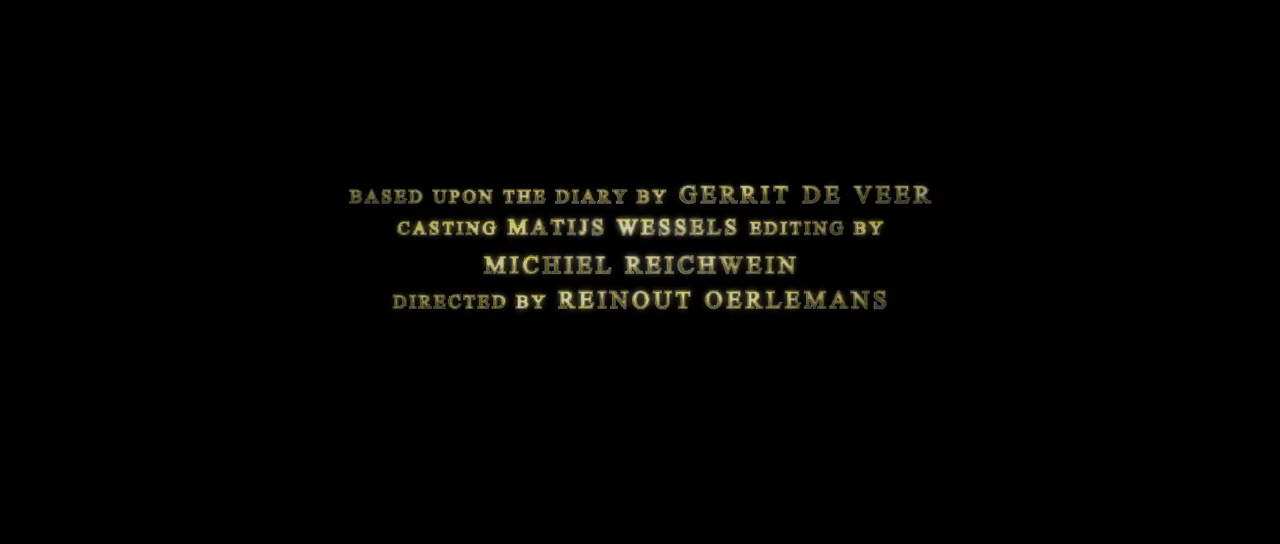 BASED UPON THE DIARY BY GERRIT DE VEER
CASTING MATIJS WESSELS EDITING BY
MICHIEL REICHWEIN
DIRECTED BY REINOUT OERLEMANS